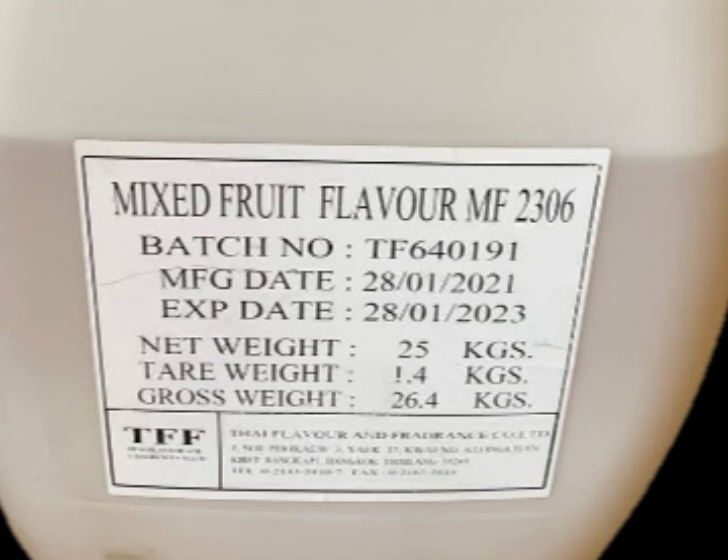 MIXED FRUIT FLAVOUR MF 2306
BATCH NO : TF640191
MFG DATE : 28/01/2021
EXP DATE : 28/01/2023
NET WEIGHT : 25 KGS.
TARE WEIGHT : !.4 KGS.
GROSS WEIGHT : 26.4 KGS.
TFF
THAI FLAVOUR AND FRAGRANCE CO.,LTD